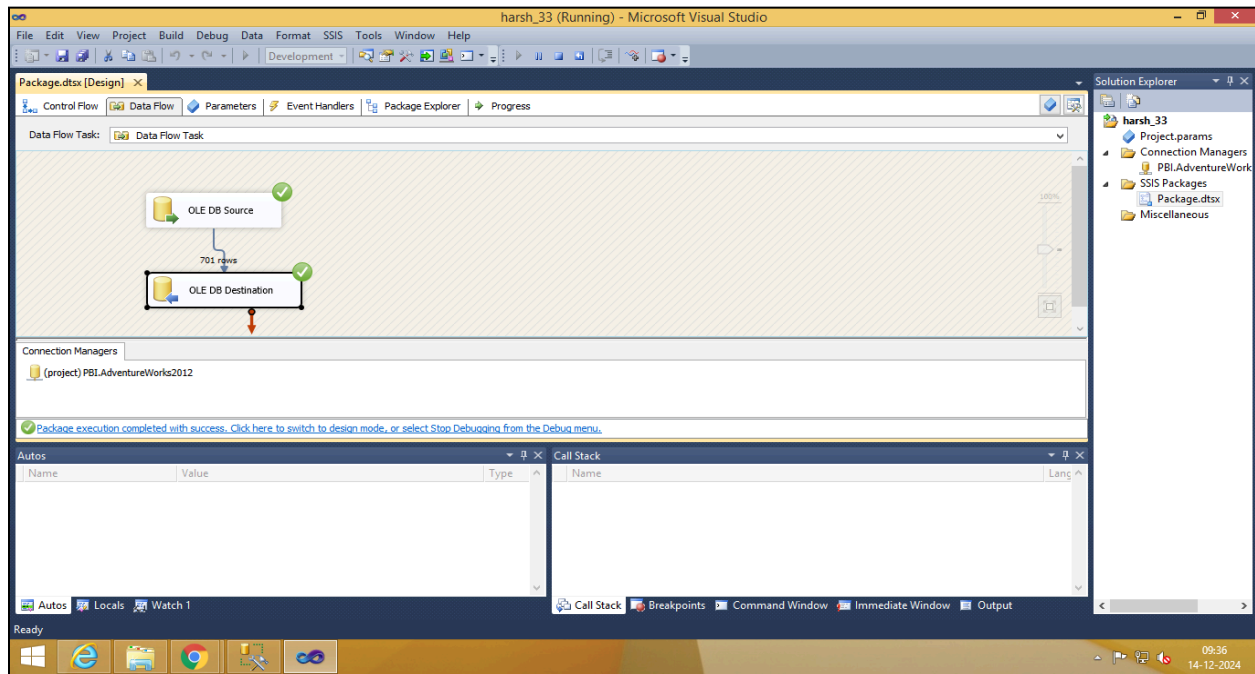 harsh_33 (Running) - Microsoft Visual Studio
File Edit View Project Build Debug Data Format SSIS Tools Window Help
Development
Package.dtsx [Design]
Control Flow Data Flow Parameters Event Handlers Package Explorer Progress
Data Flow Task: Data Flow Task
OLE DB Source
701 rows
OLE DB Destination
100%
Connection Managers
(project) PBI.AdventureWorks2012
Package execution completed with success. Click here to switch to design mode, or select Stop Debugging from the Debug menu.
Autos
Name Value Type
Autos Locals Watch 1
Call Stack
Name Lang
Call Stack Breakpoints Command Window Immediate Window Output
Solution Explorer
harsh_33
Project.params
Connection Managers
PBI.AdventureWork
SSIS Packages
Package.dtsx
Miscellaneous
Ready
09:36
14-12-2024